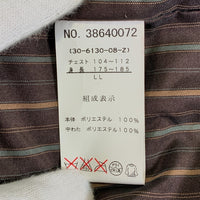 NO. 38640072
(30-6130-08-Z)
チェスト 104~112
身長 175~185
LL
組成表示
本体 ポリエステル 100%
中わた ポリエステル 100%